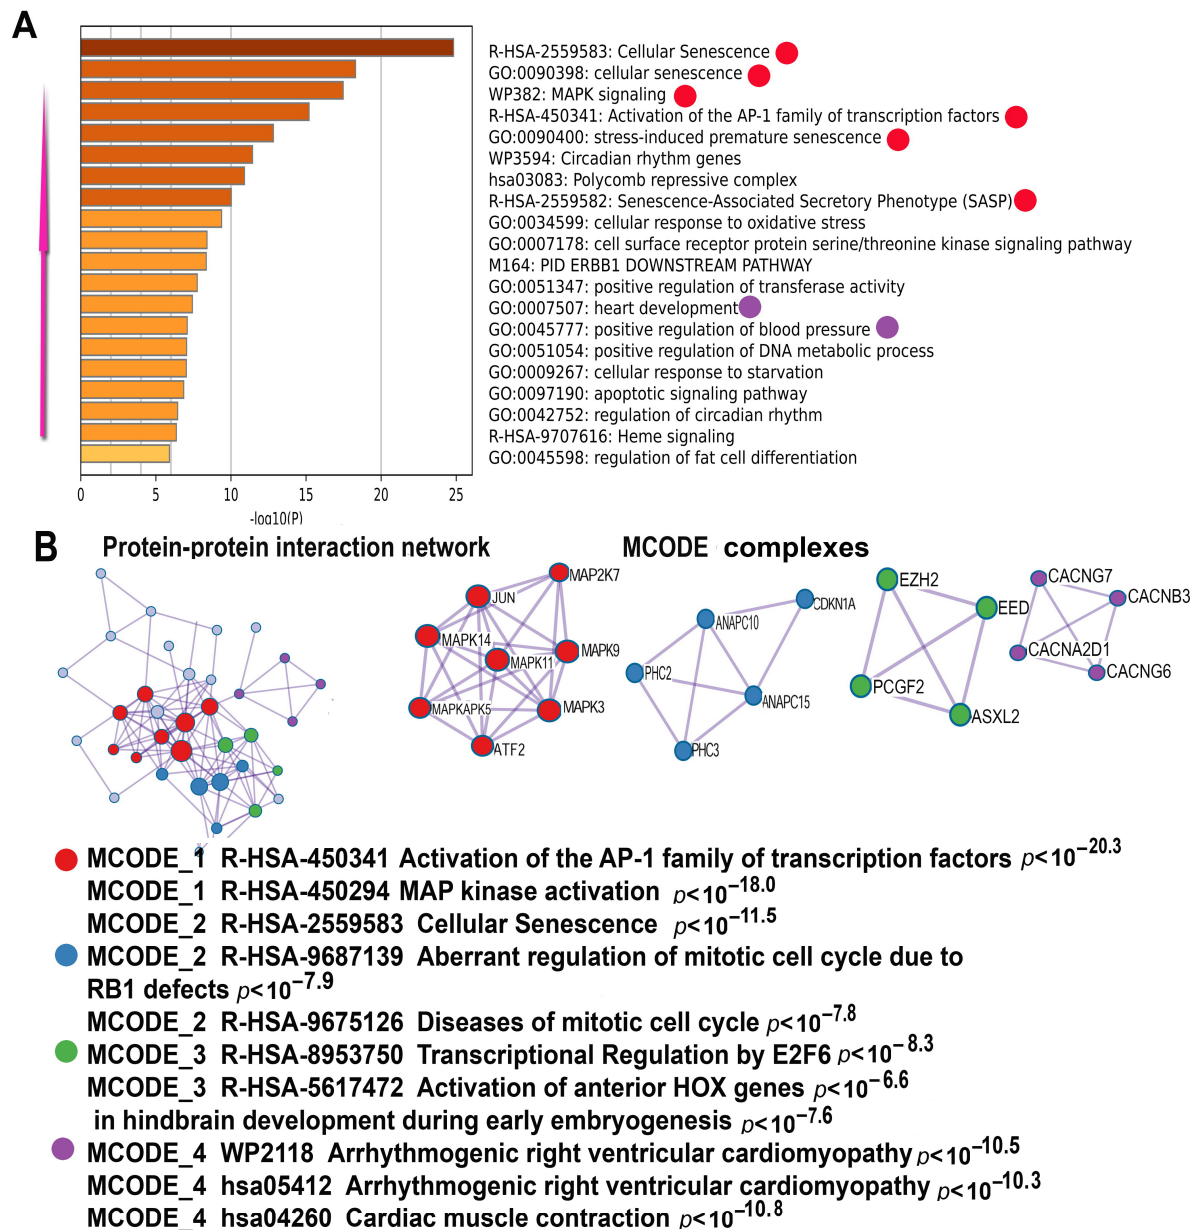 A
R-HSA-2559583: Cellular Senescence
GO:0090398: cellular senescence
WP382: MAPK signaling
R-HSA-450341: Activation of the AP-1 family of transcription factors
GO:0090400: stress-induced premature senescence
WP3594: Circadian rhythm genes
hsa03083: Polycomb repressive complex
R-HSA-2559582: Senescence-Associated Secretory Phenotype (SASP)
GO:0034599: cellular response to oxidative stress
GO:0007178: cell surface receptor protein serine/threonine kinase signaling pathway
M164: PID ERBB1 DOWNSTREAM PATHWAY
GO:0051347: positive regulation of transferase activity
GO:0007507: heart development
GO:0045777: positive regulation of blood pressure
GO:0051054: positive regulation of DNA metabolic process
GO:0009267: cellular response to starvation
GO:0097190: apoptotic signaling pathway
GO:0042752: regulation of circadian rhythm
R-HSA-9707616: Heme signaling
GO:0045598: regulation of fat cell differentiation
0 5 10 15 20 25
-log10(P)
B
Protein-protein interaction network
MCODE complexes
MAP2K7
JUN
MAPK14
MAPK11
MAPK9
MAPKAPK5
MAPK3
ATF2
CDKN1A
ANAPC10
PHC2
ANAPC15
PHC3
EZH2
EED
PCGF2
ASXL2
CACNG7
CACNB3
CACNA2D1
CACNG6
MCODE_1 R-HSA-450341 Activation of the AP-1 family of transcription factors p<10−20.3
MCODE_1 R-HSA-450294 MAP kinase activation p<10−18.0
MCODE_2 R-HSA-2559583 Cellular Senescence p<10−11.5
MCODE_2 R-HSA-9687139 Aberrant regulation of mitotic cell cycle due to
RB1 defects p<10−7.9
MCODE_2 R-HSA-9675126 Diseases of mitotic cell cycle p<10−7.8
MCODE_3 R-HSA-8953750 Transcriptional Regulation by E2F6 p<10−8.3
MCODE_3 R-HSA-5617472 Activation of anterior HOX genes p<10−6.6
in hindbrain development during early embryogenesis p<10−7.6
MCODE_4 WP2118 Arrhythmogenic right ventricular cardiomyopathy p<10−10.5
MCODE_4 hsa05412 Arrhythmogenic right ventricular cardiomyopathy p<10−10.3
MCODE_4 hsa04260 Cardiac muscle contraction p<10−10.8